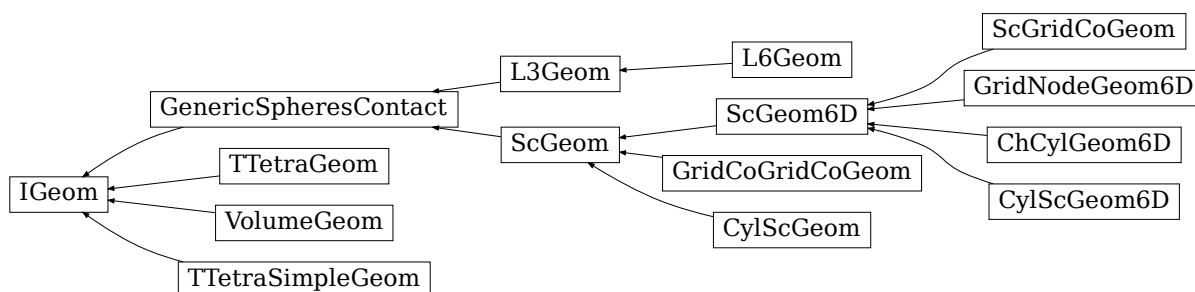 ScGridCoGeom
L6Geom
L3Geom
GridNodeGeom6D
GenericSpheresContact
ScGeom6D
ScGeom
ChCylGeom6D
TTetraGeom
GridCoGridCoGeom
IGeom
CylScGeom6D
VolumeGeom
CylScGeom
TTetraSimpleGeom